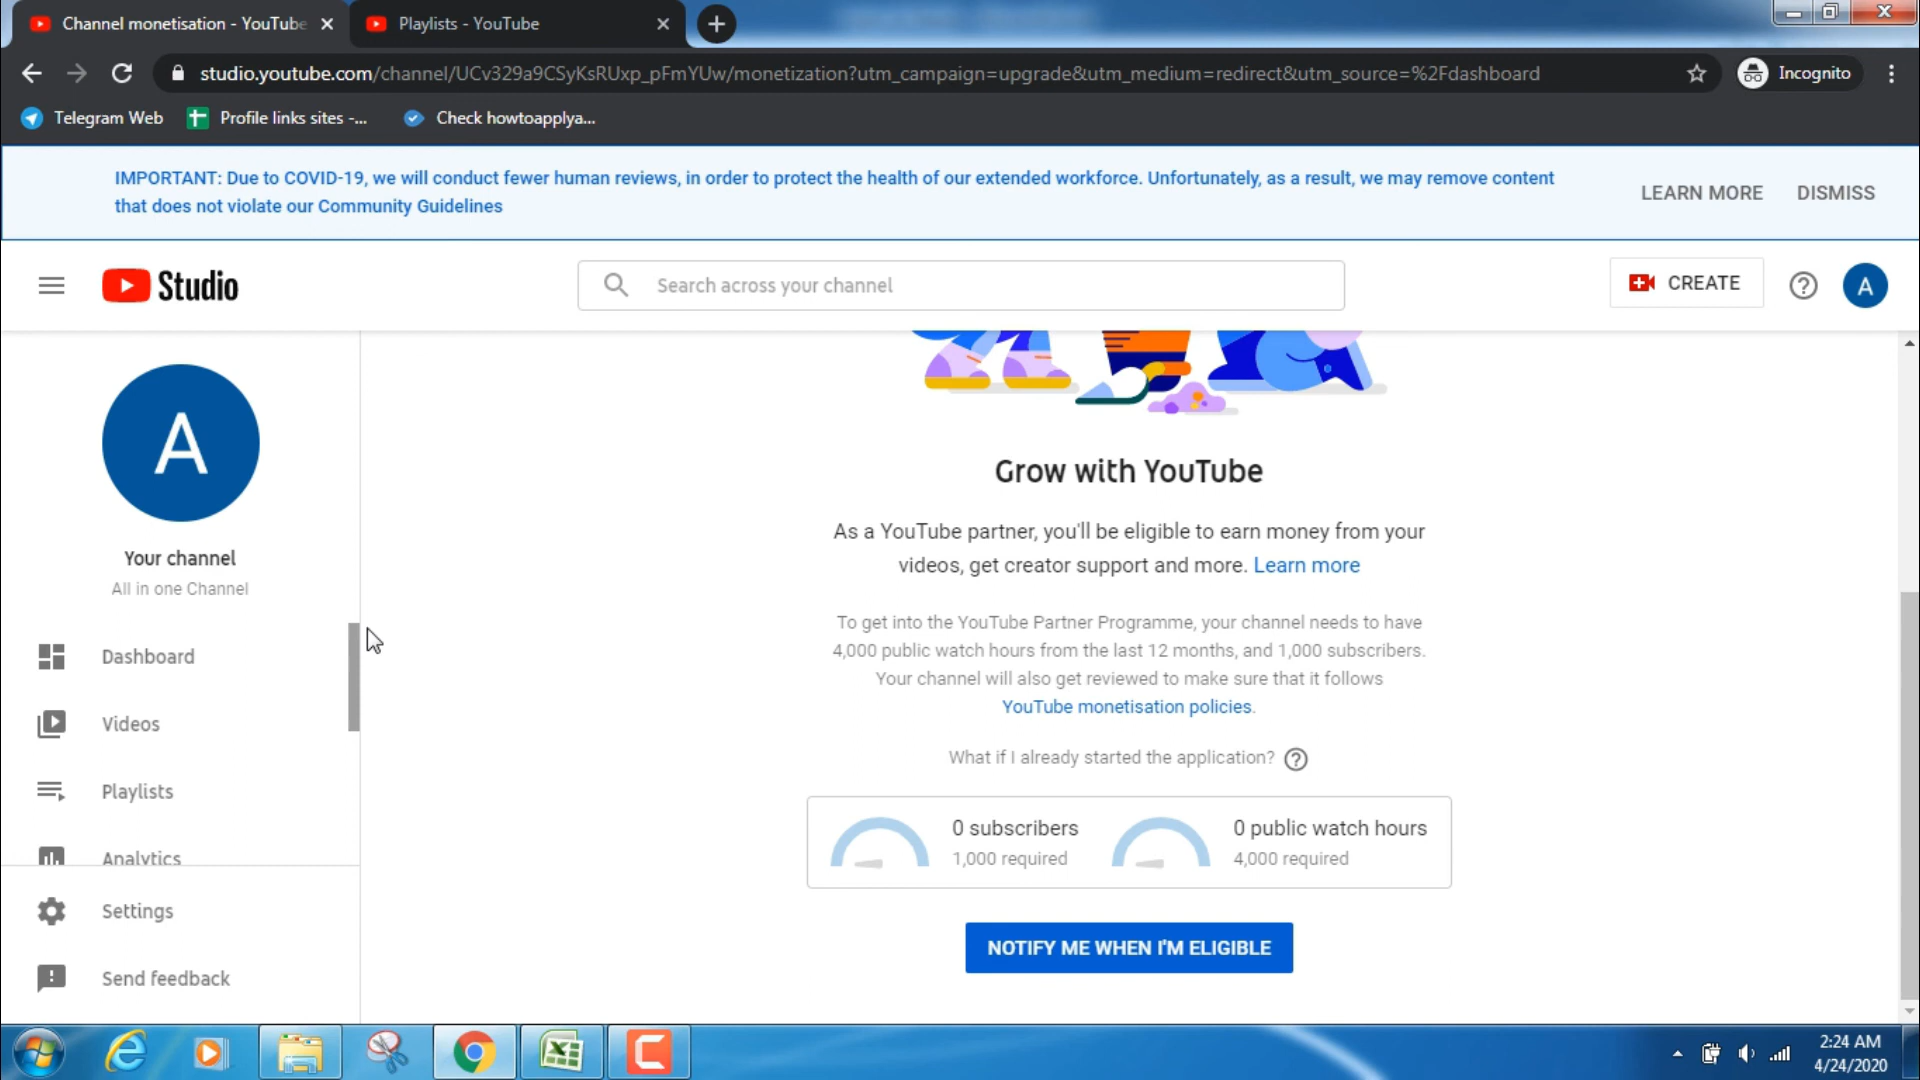 Channel monetisation - YouTube
Playlists - YouTube
studio.youtube.com/channel/UCv329a9CSyKsRUxp_pFmYUw/monetization?utm_campaign=upgrade&utm_medium=redirect&utm_source=%2Fdashboard
Incognito
Telegram Web
Profile links sites -...
Check howtoapplya...
IMPORTANT: Due to COVID-19, we will conduct fewer human reviews, in order to protect the health of our extended workforce. Unfortunately, as a result, we may remove content
that does not violate our Community Guidelines
LEARN MORE
DISMISS
Studio
Search across your channel
CREATE
A
A
Your channel
All in one Channel
Dashboard
Videos
Playlists
Analytics
Settings
Send feedback
Grow with YouTube
As a YouTube partner, you'll be eligible to earn money from your
videos, get creator support and more. Learn more
To get into the YouTube Partner Programme, your channel needs to have
4,000 public watch hours from the last 12 months, and 1,000 subscribers.
Your channel will also get reviewed to make sure that it follows
YouTube monetisation policies.
What if I already started the application?
0 subscribers
1,000 required
0 public watch hours
4,000 required
NOTIFY ME WHEN I'M ELIGIBLE
2:24 AM
4/24/2020